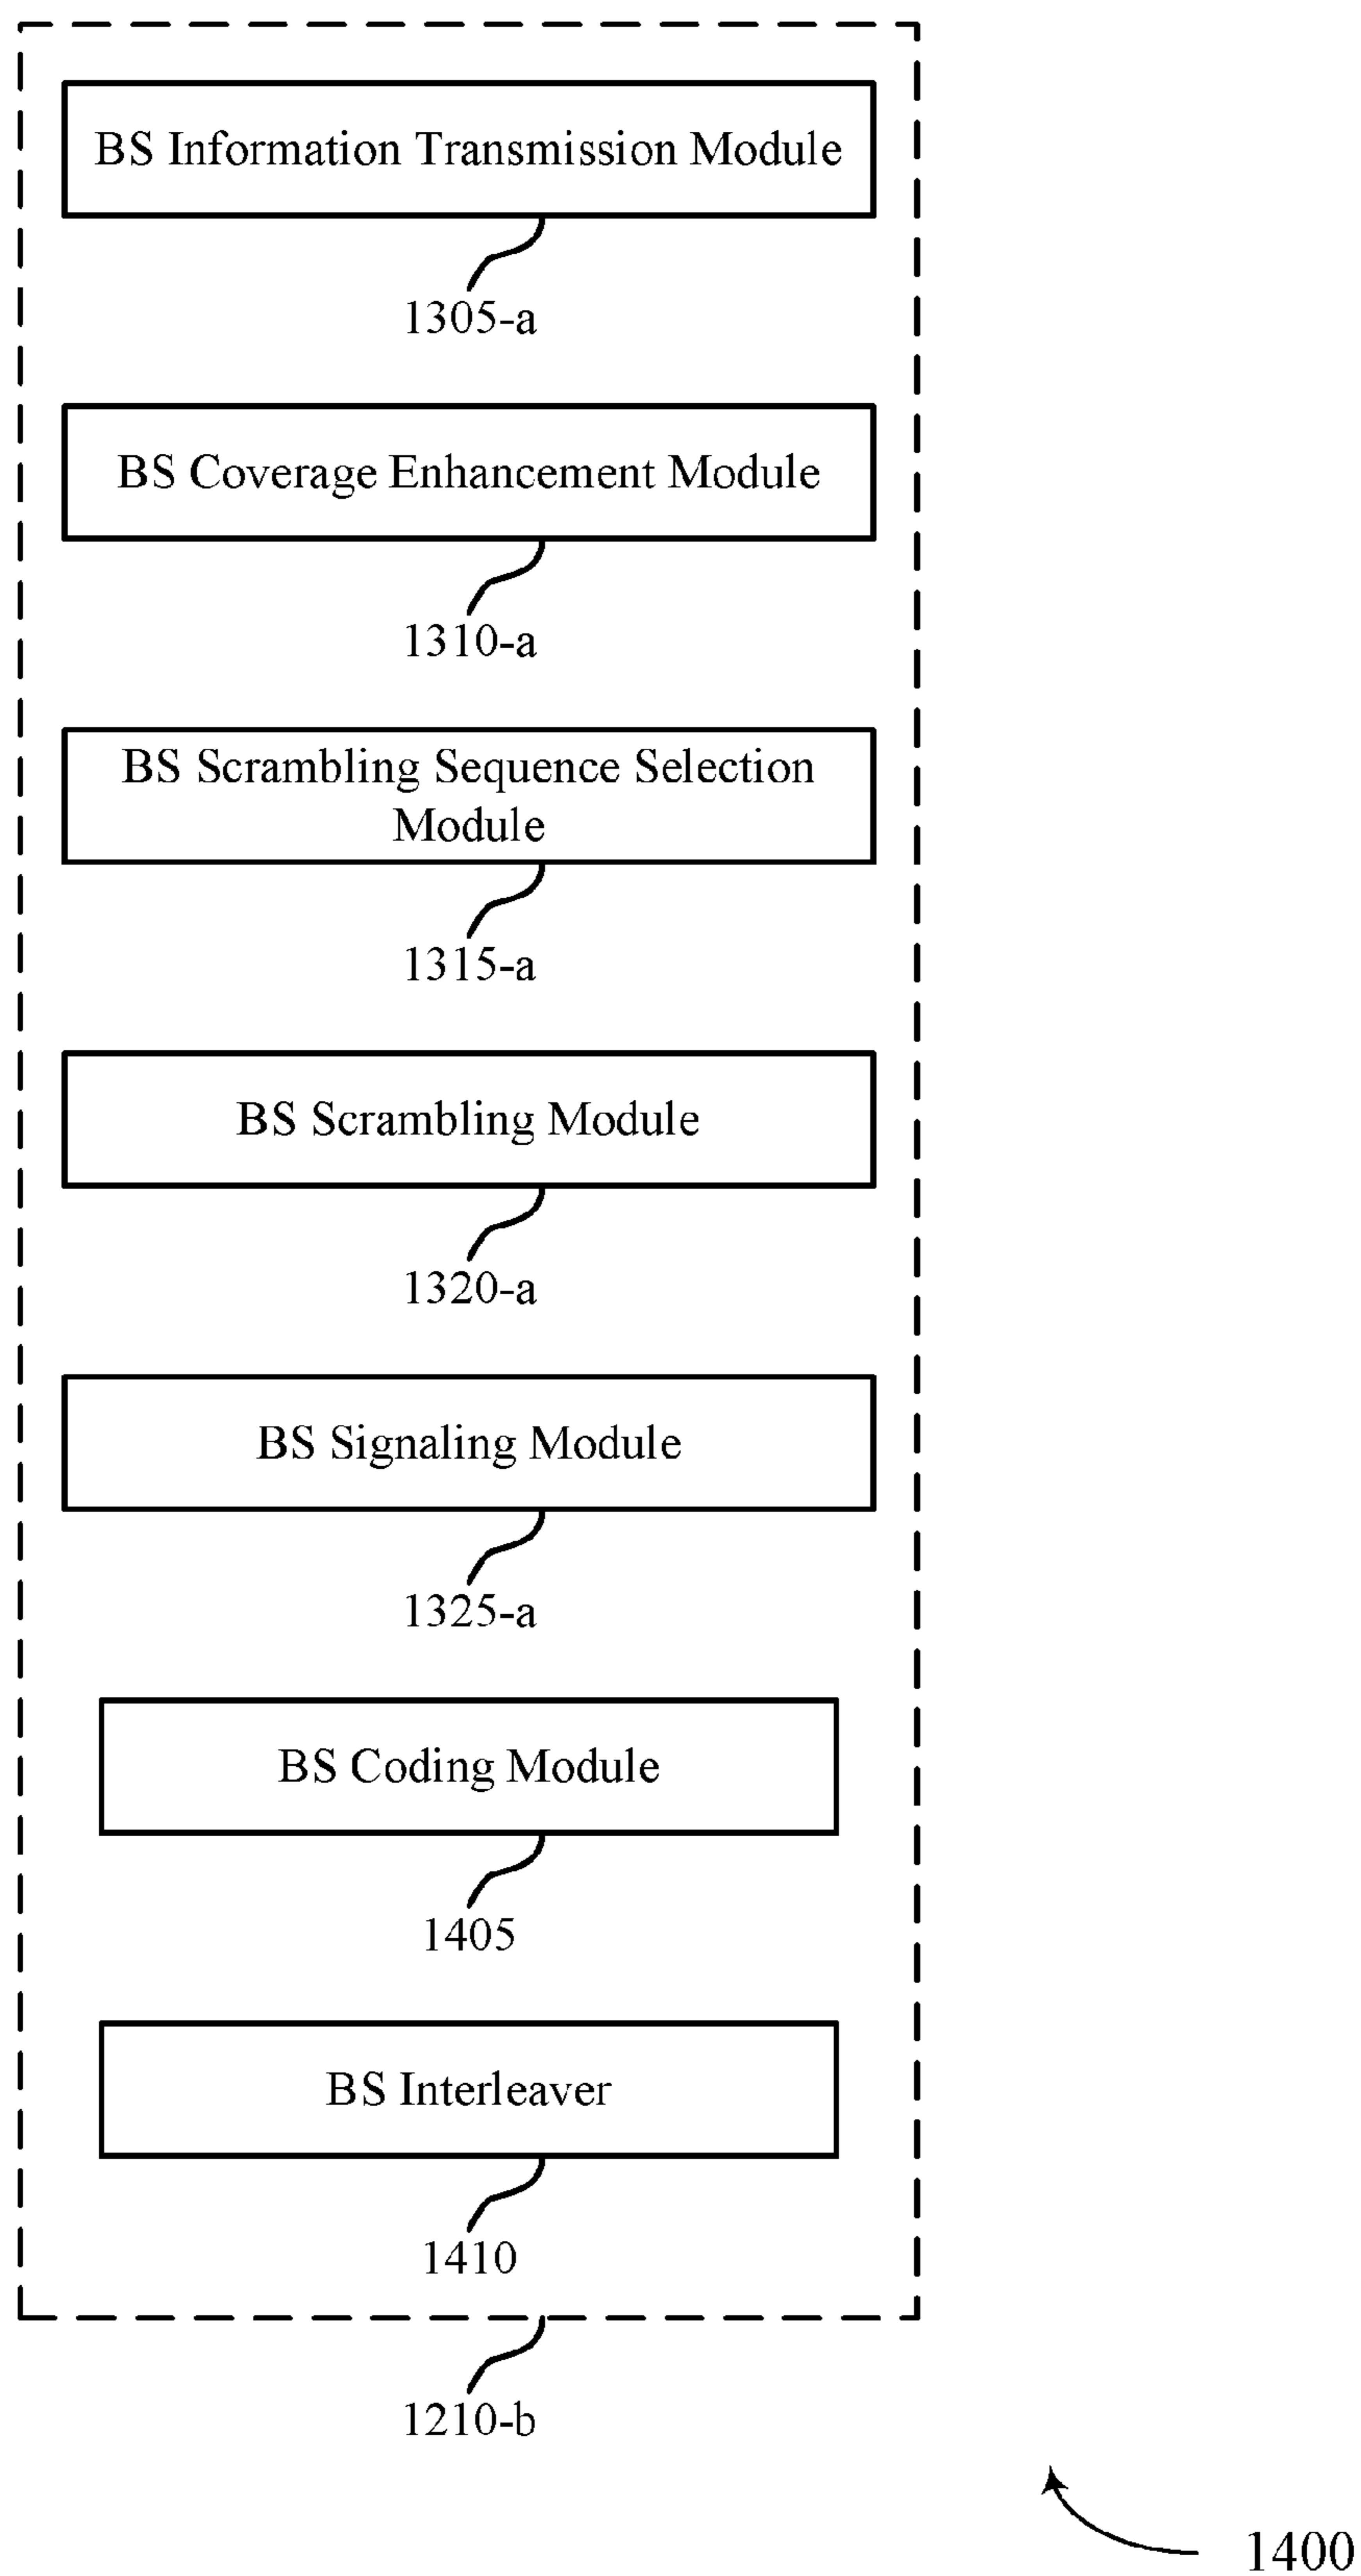 BS Information Transmission Module
1305-a
BS Coverage Enhancement Module
1310-a
BS Scrambling Sequence Selection
Module
1315-a
BS Scrambling Module
1320-a
BS Signaling Module
1325-a
BS Coding Module
1405
BS Interleaver
1410
1210-b
1400